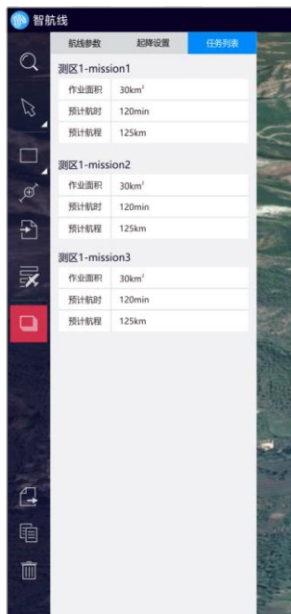 智航线
航线参数 起降设置 任务列表
测区1-mission1
作业面积 30km²
预计航时 120min
预计航程 125km
测区1-mission2
作业面积 30km²
预计航时 120min
预计航程 125km
测区1-mission3
作业面积 30km²
预计航时 120min
预计航程 125km